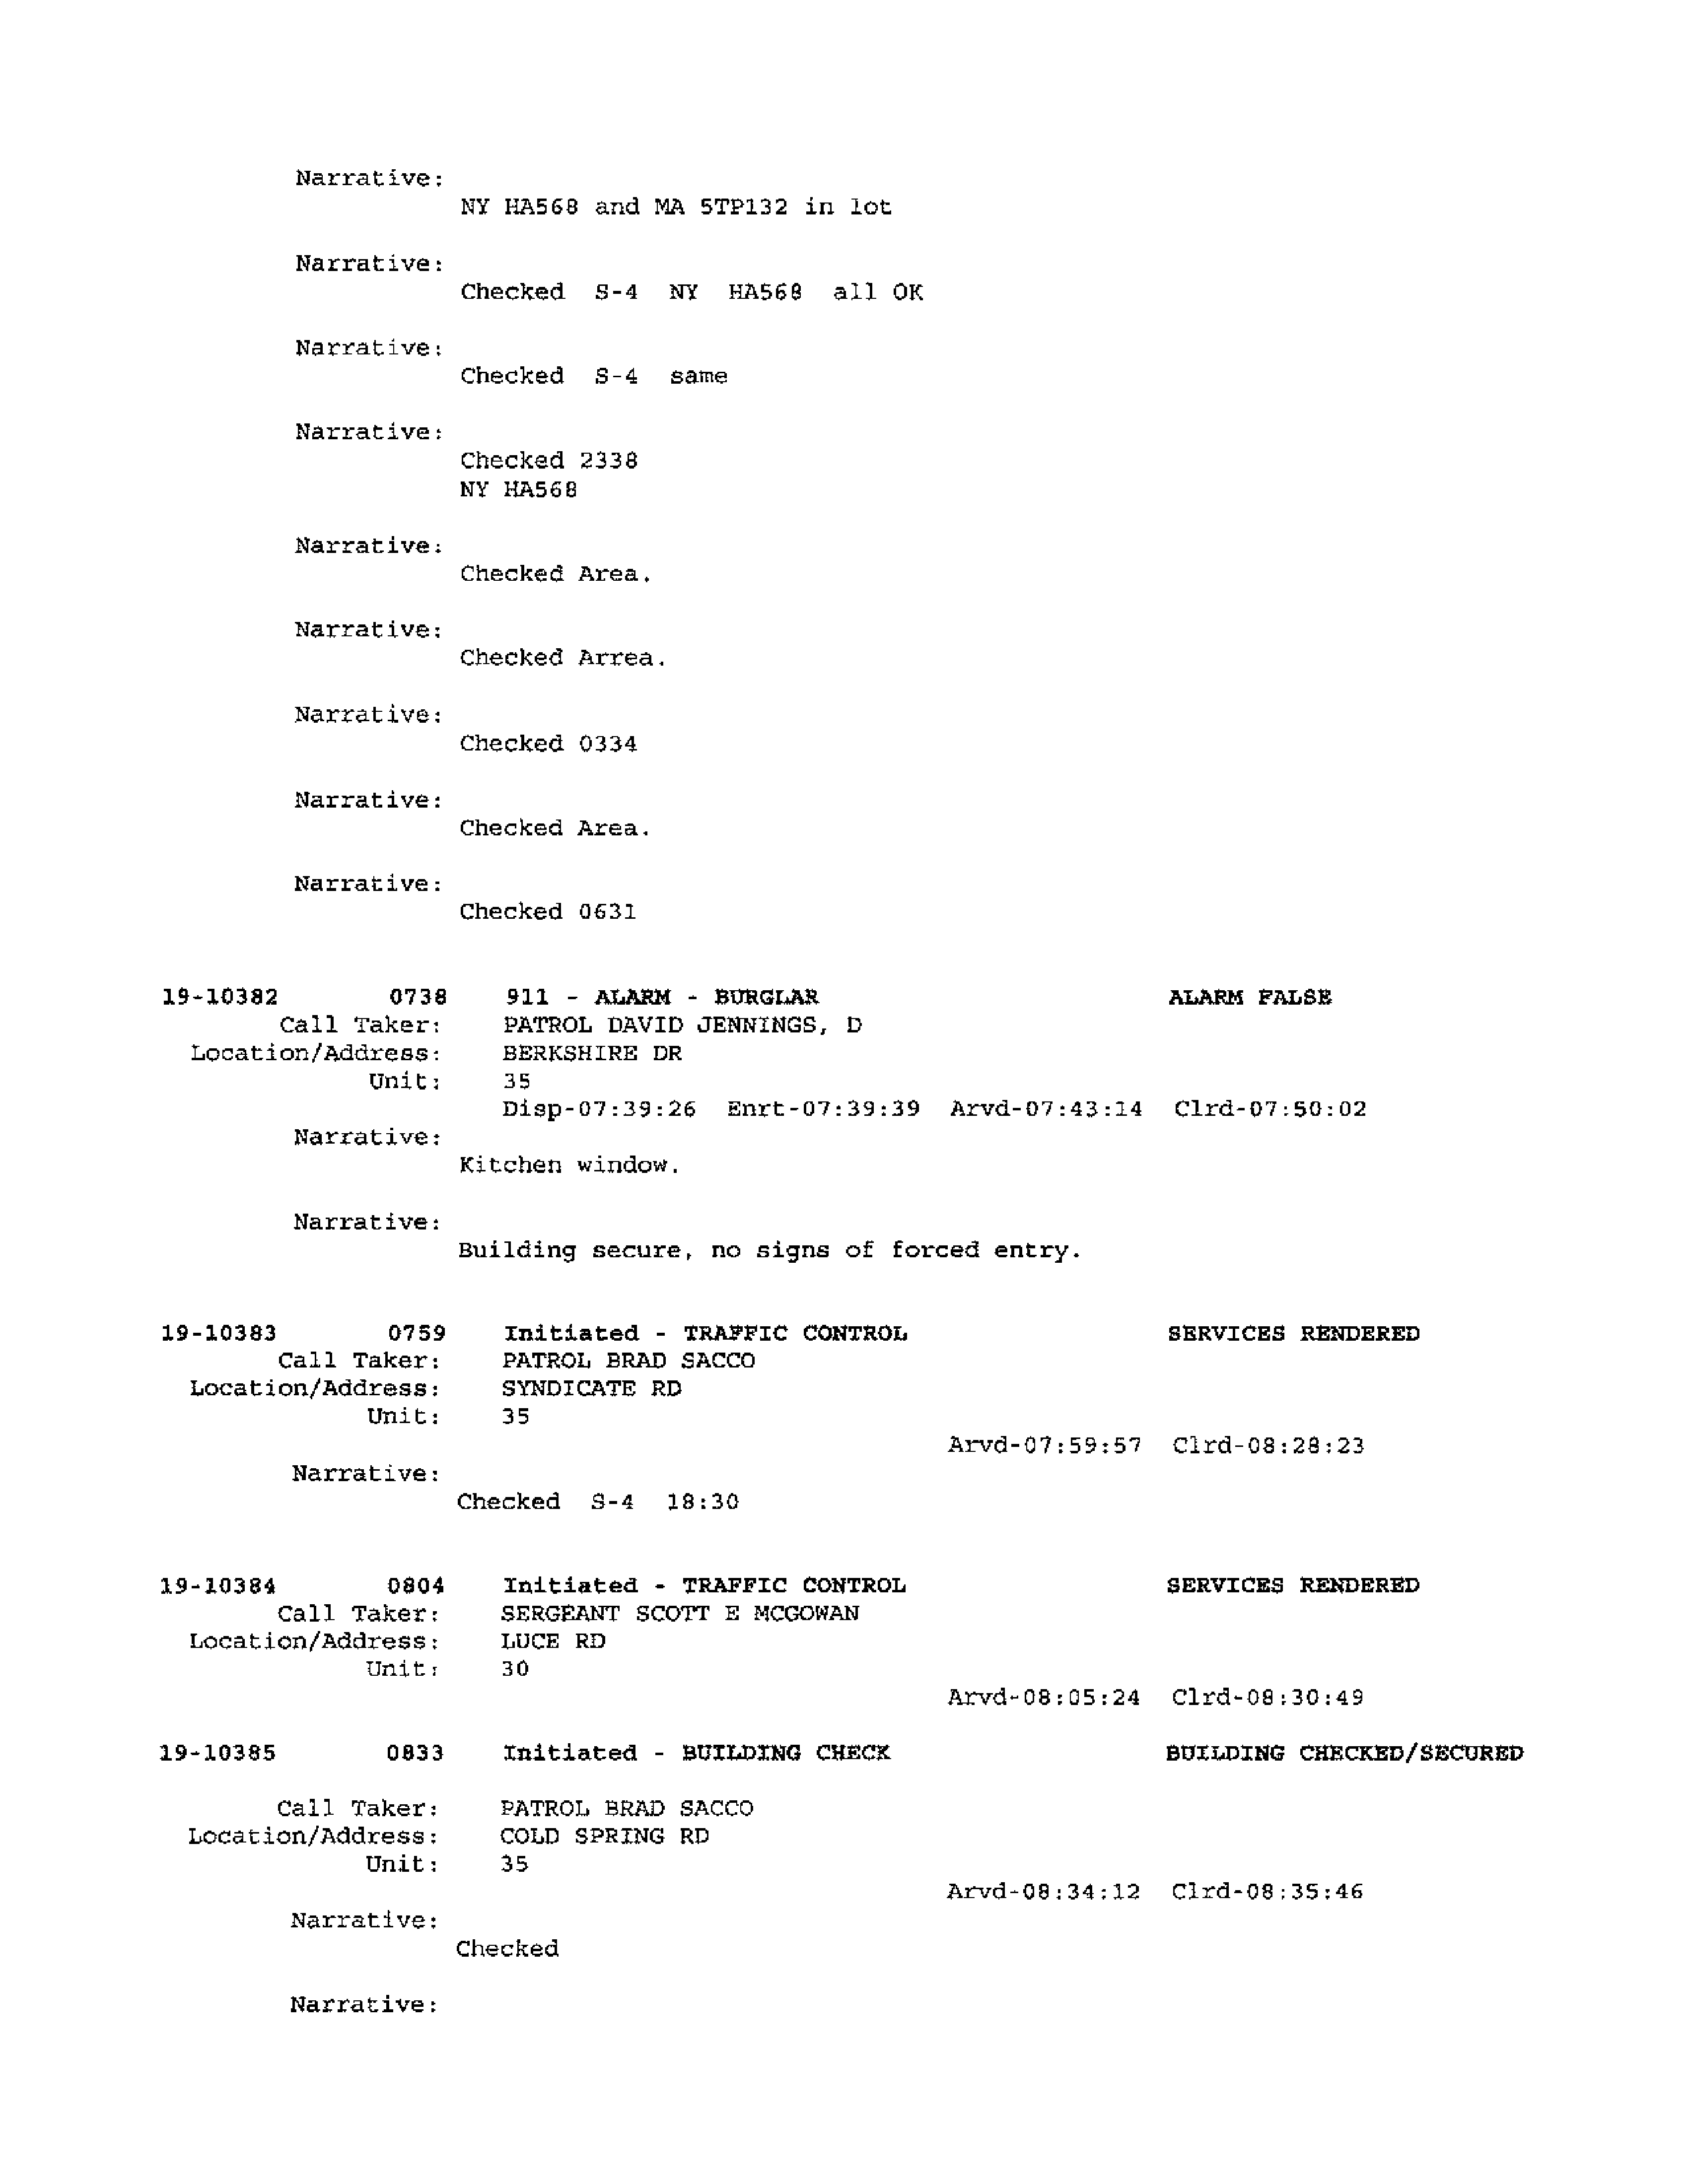 Narrative:
NY HA568 and MA 5TP132 in lot
Narrative:
Checked S-4 NY HA568 all OK
Narrative:
Checked S-4 same
Narrative:
Checked 2338
NY HA568
Narrative:
Checked Area.
Narrative:
Checked Arrea.
Narrative:
Checked 0334
Narrative:
Checked Area.
Narrative:
Checked 0631
19-10382 0738 911 - ALARM - BURGLAR ALARM FALSE
Call Taker: PATROL DAVID JENNINGS, D
Location/Address: BERKSHIRE DR
Unit: 35
Disp-07:39:26 Enrt-07:39:39 Arvd-07:43:14 Clrd-07:50:02
Narrative:
Kitchen window.
Narrative:
Building secure, no signs of forced entry.
19-10383 0759 Initiated - TRAFFIC CONTROL SERVICES RENDERED
Call Taker: PATROL BRAD SACCO
Location/Address: SYNDICATE RD
Unit: 35
Arvd-07:59:57 Clrd-08:28:23
Narrative:
Checked S-4 18:30
19-10384 0804 Initiated - TRAFFIC CONTROL SERVICES RENDERED
Call Taker: SERGEANT SCOTT E MCGOWAN
Location/Address: LUCE RD
Unit: 30
Arvd-08:05:24 Clrd-08:30:49
19-10385 0833 Initiated - BUILDING CHECK BUILDING CHECKED/SECURED
Call Taker: PATROL BRAD SACCO
Location/Address: COLD SPRING RD
Unit: 35
Arvd-08:34:12 Clrd-08:35:46
Narrative:
Checked
Narrative: